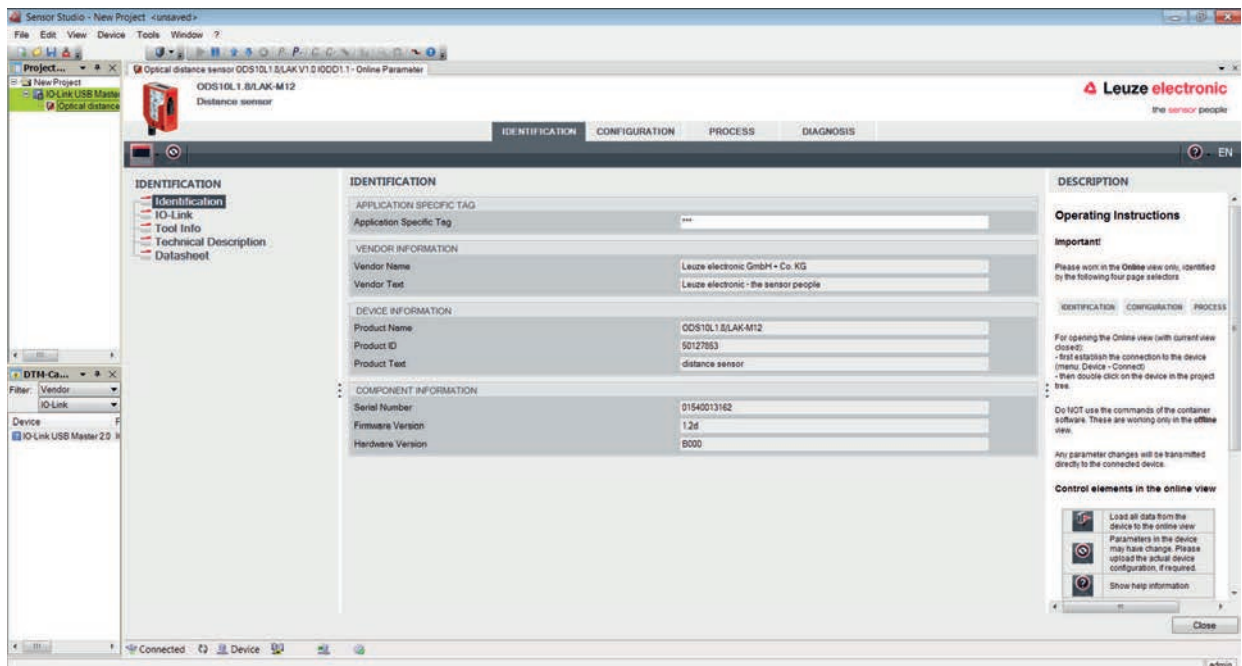 Sensor Studio - New Project <unsaved>
File Edit View Device Tools Window ?
Project...
Optical distance sensor ODS10L1.8/LAK V1.0 IODD1.1 - Online Parameter
New Project
IO-Link USB Master
Optical distance
ODS10L1.8/LAK-M12
Distance sensor
Leuze electronic
the sensor people
IDENTIFICATION CONFIGURATION PROCESS DIAGNOSIS
EN
IDENTIFICATION
Identification
IO-Link
Tool Info
Technical Description
Datasheet
IDENTIFICATION
APPLICATION SPECIFIC TAG
Application Specific Tag ***
VENDOR INFORMATION
Vendor Name Leuze electronic GmbH + Co. KG
Vendor Text Leuze electronic - the sensor people
DEVICE INFORMATION
Product Name ODS10L1.8/LAK-M12
Product ID 50127853
Product Text distance sensor
COMPONENT INFORMATION
Serial Number 01540013162
Firmware Version 1.2d
Hardware Version B000
DESCRIPTION
Operating Instructions
Important!
Please work in the Online view only, identified
by the following four page selectors
IDENTIFICATION CONFIGURATION PROCESS
For opening the Online view (with current view
closed):
- first establish the connection to the device
(menu: Device - Connect)
- then double click on the device in the project
tree.
Do NOT use the commands of the container
software. These are working only in the offline
view.
Any parameter changes will be transmitted
directly to the connected device.
Control elements in the online view
Load all data from the
device to the online view
Parameters in the device
may have change. Please
upload the actual device
configuration, if required.
Show help information
Close
DTM-Ca...
Filter: Vendor
IO-Link
Device
IO-Link USB Master 2.0
Connected Device
admin